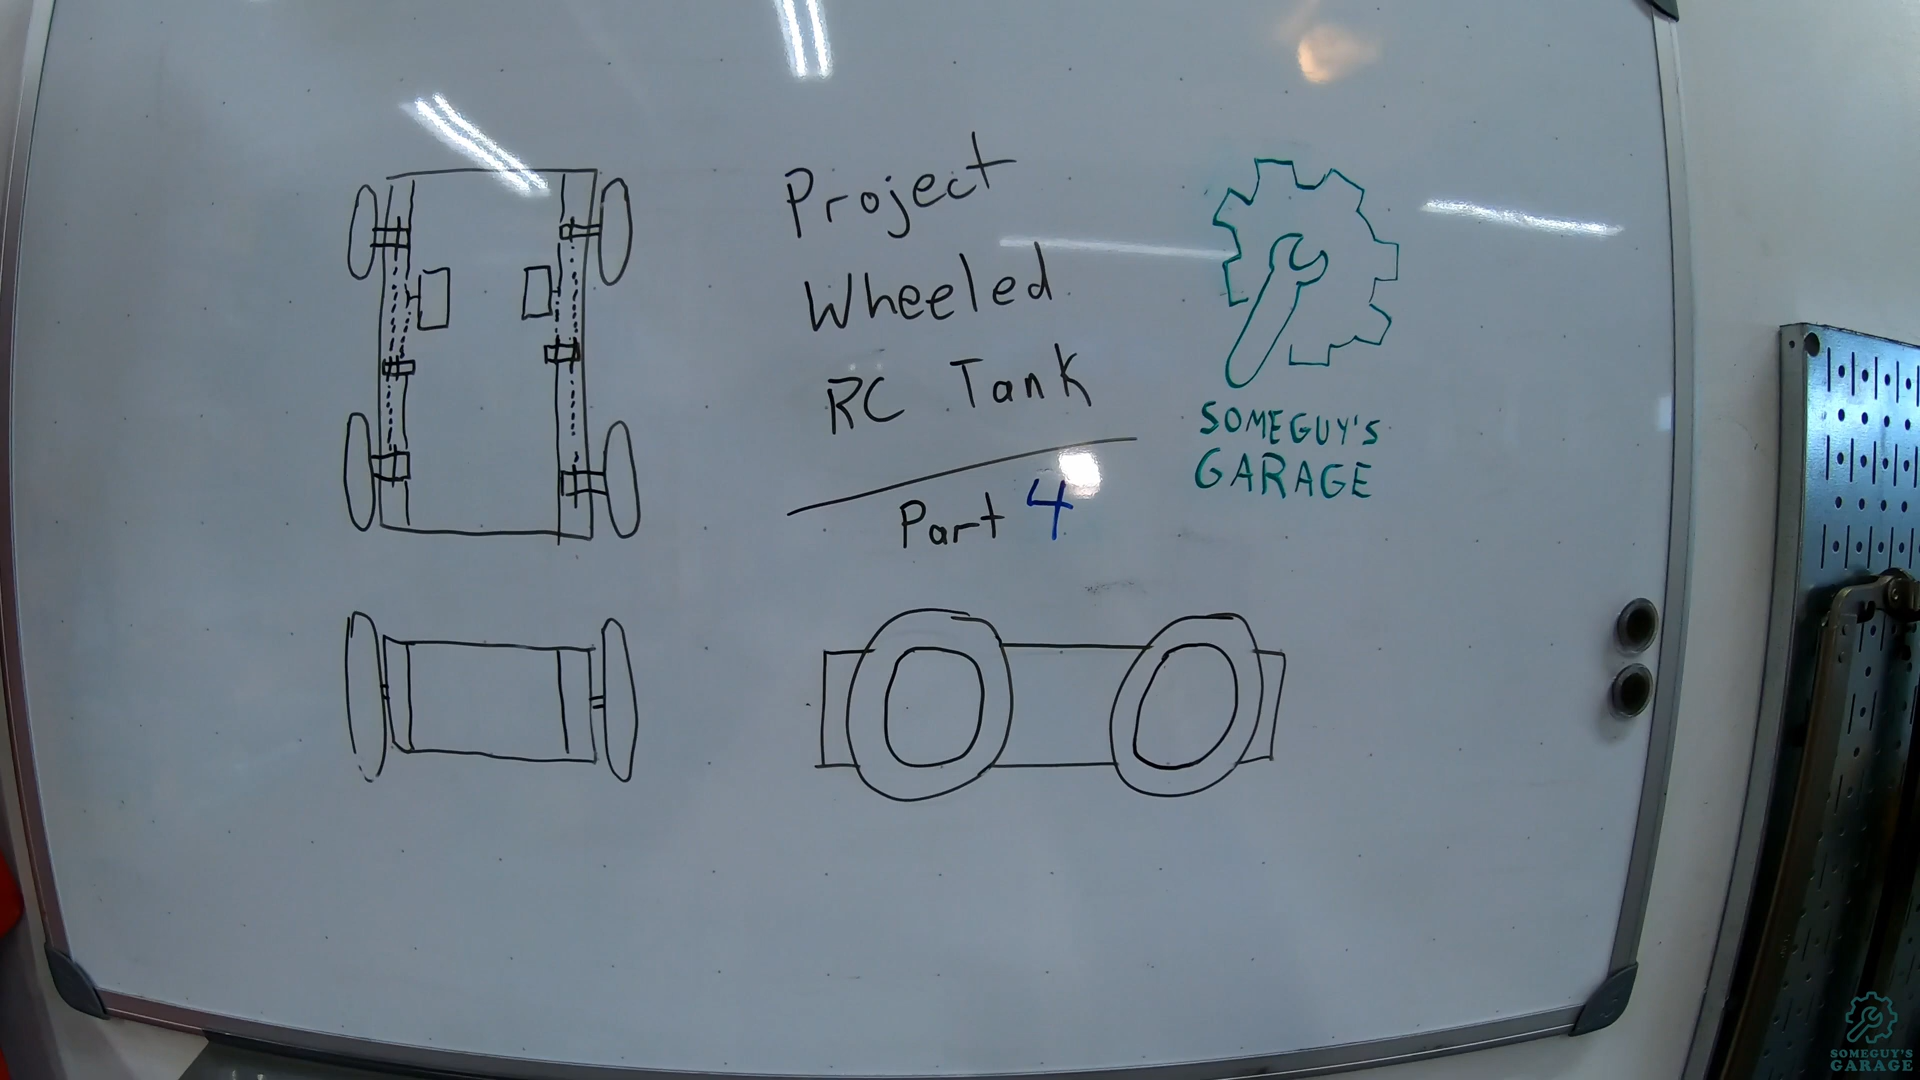 Project
Wheeled
RC Tank
Part 4
SOMEGUY'S
GARAGE
SOMEGUY'S
GARAGE